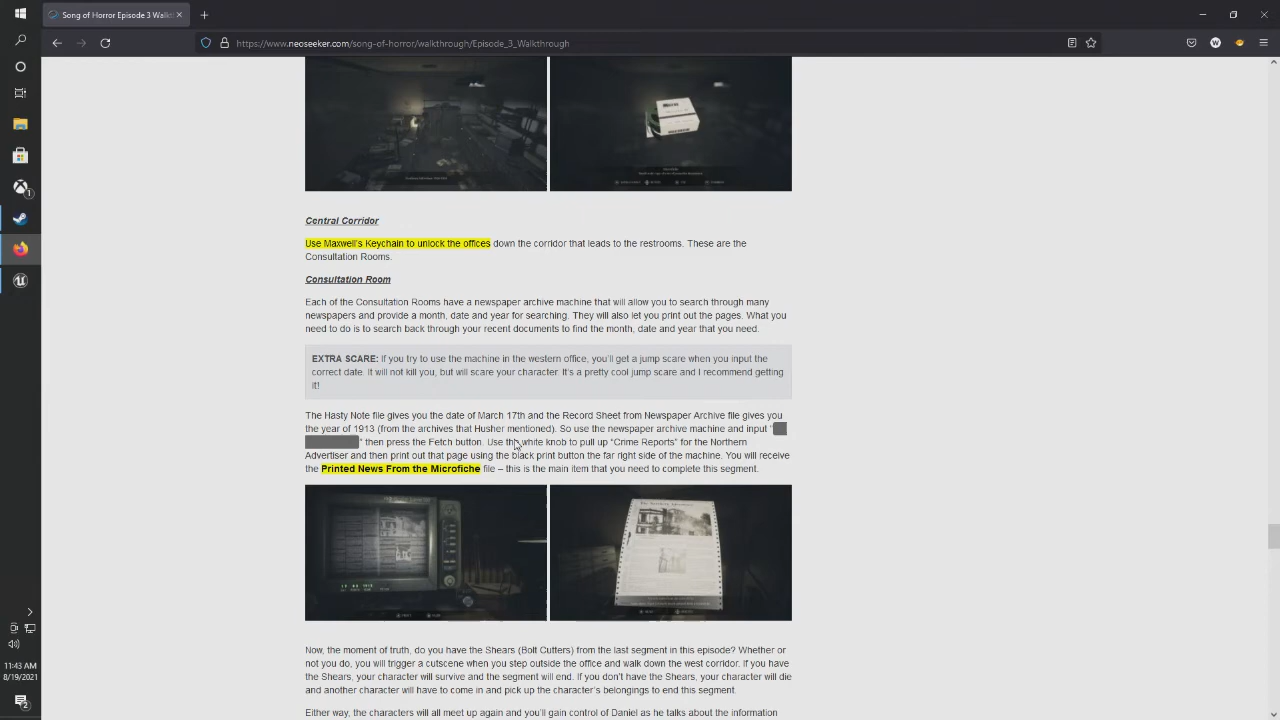 Song of Horror Episode 3 Walkt
https://www.neoseeker.com/song-of-horror/walkthrough/Episode_3_Walkthrough
Central Corridor
Use Maxwell's Keychain to unlock the offices down the corridor that leads to the restrooms. These are the
Consultation Rooms.
Consultation Room
Each of the Consultation Rooms have a newspaper archive machine that will allow you to search through many
newspapers and provide a month, date and year for searching. They will also let you print out the pages. What you
need to do is to search back through your recent documents to find the month, date and year that you need.
EXTRA SCARE: If you try to use the machine in the western office, you'll get a jump scare when you input the
correct date. It will not kill you, but will scare your character. It's a pretty cool jump scare and I recommend getting
it!
The Hasty Note file gives you the date of March 17th and the Record Sheet from Newspaper Archive file gives you
the year of 1913 (from the archives that Husher mentioned). So use the newspaper archive machine and input "
" then press the Fetch button. Use the white knob to pull up "Crime Reports" for the Northern
Advertiser and then print out that page using the black print button the far right side of the machine. You will receive
the Printed News From the Microfiche file – this is the main item that you need to complete this segment.
Now, the moment of truth, do you have the Shears (Bolt Cutters) from the last segment in this episode? Whether or
not you do, you will trigger a cutscene when you step outside the office and walk down the west corridor. If you have
the Shears, your character will survive and the segment will end. If you don't have the Shears, your character will die
and another character will have to come in and pick up the character's belongings to end this segment.
Either way, the characters will all meet up again and you'll gain control of Daniel as he talks about the information
11:43 AM
8/19/2021